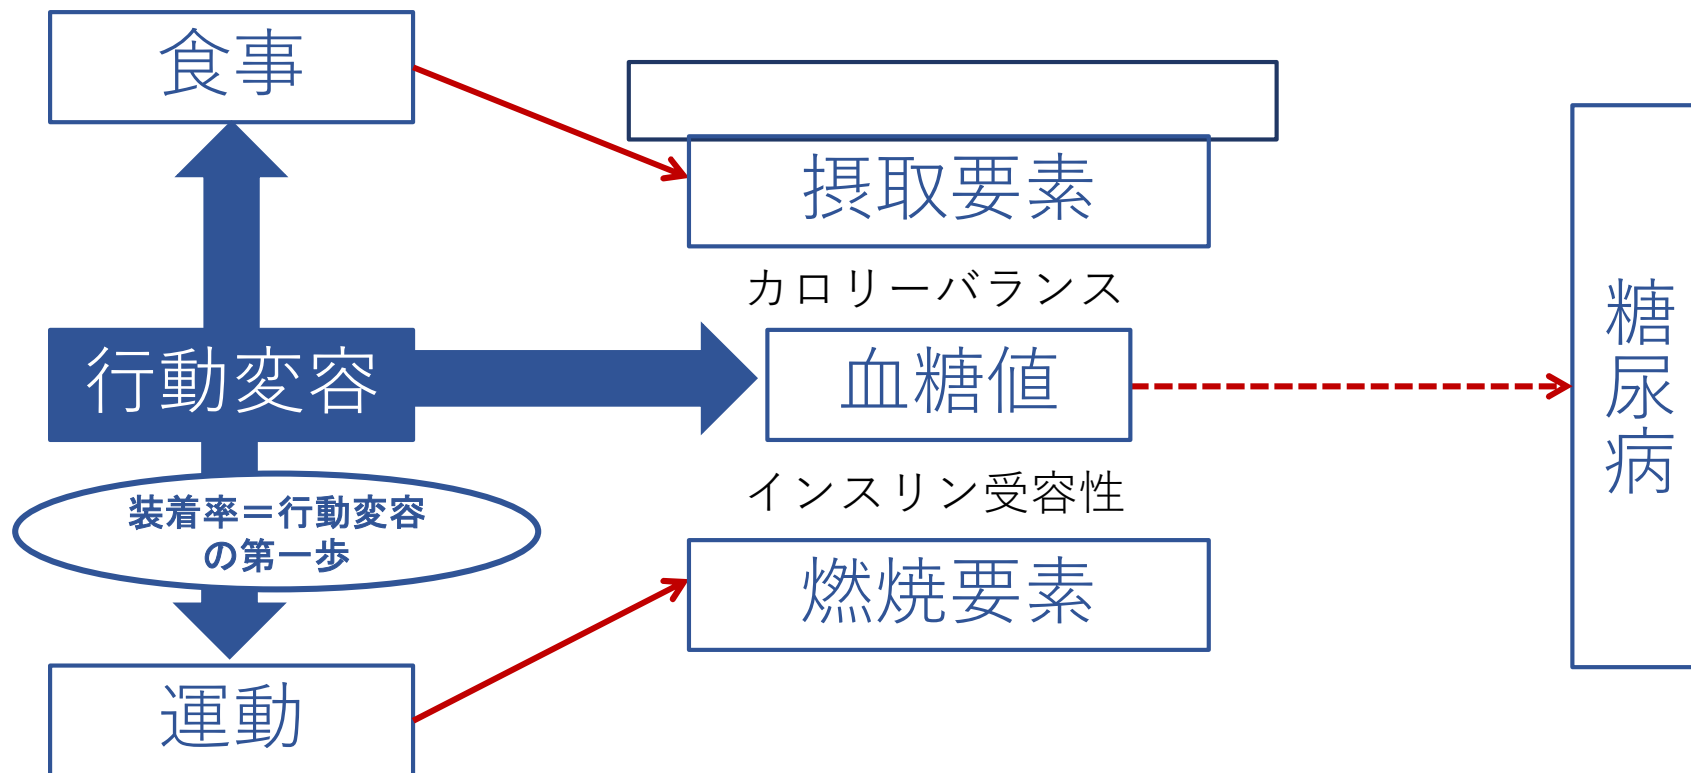 食事
摂取要素
カロリーバランス
行動変容
血糖値
糖尿病
インスリン受容性
装着率＝行動変容
の第一歩
燃焼要素
運動